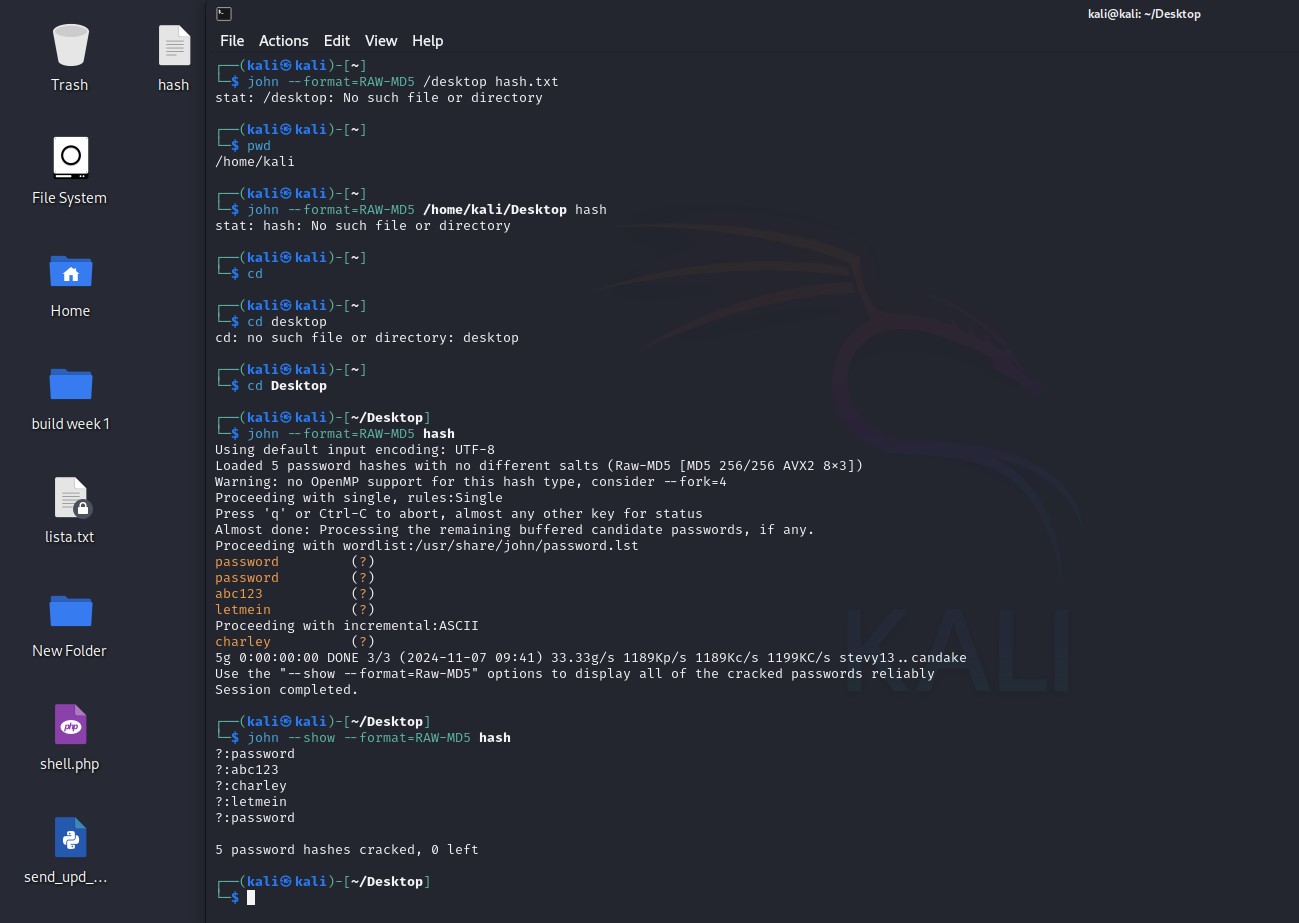 kali@kali: ~/Desktop
File Actions Edit View Help
Trash
hash
File System
Home
build week 1
lista.txt
New Folder
shell.php
send_upd_...
┌──(kali㉿kali)-[~]
└─$ john --format=RAW-MD5 /desktop hash.txt
stat: /desktop: No such file or directory
┌──(kali㉿kali)-[~]
└─$ pwd
/home/kali
┌──(kali㉿kali)-[~]
└─$ john --format=RAW-MD5 /home/kali/Desktop hash
stat: hash: No such file or directory
┌──(kali㉿kali)-[~]
└─$ cd
┌──(kali㉿kali)-[~]
└─$ cd desktop
cd: no such file or directory: desktop
┌──(kali㉿kali)-[~]
└─$ cd Desktop
┌──(kali㉿kali)-[~/Desktop]
└─$ john --format=RAW-MD5 hash
Using default input encoding: UTF-8
Loaded 5 password hashes with no different salts (Raw-MD5 [MD5 256/256 AVX2 8×3])
Warning: no OpenMP support for this hash type, consider --fork=4
Proceeding with single, rules:Single
Press 'q' or Ctrl-C to abort, almost any other key for status
Almost done: Processing the remaining buffered candidate passwords, if any.
Proceeding with wordlist:/usr/share/john/password.lst
password (?)
password (?)
abc123 (?)
letmein (?)
Proceeding with incremental:ASCII
charley (?)
5g 0:00:00:00 DONE 3/3 (2024-11-07 09:41) 33.33g/s 1189Kp/s 1189Kc/s 1199KC/s stevy13..candake
Use the "--show --format=Raw-MD5" options to display all of the cracked passwords reliably
Session completed.
┌──(kali㉿kali)-[~/Desktop]
└─$ john --show --format=RAW-MD5 hash
?:password
?:abc123
?:charley
?:letmein
?:password
5 password hashes cracked, 0 left
┌──(kali㉿kali)-[~/Desktop]
└─$
KALI
php